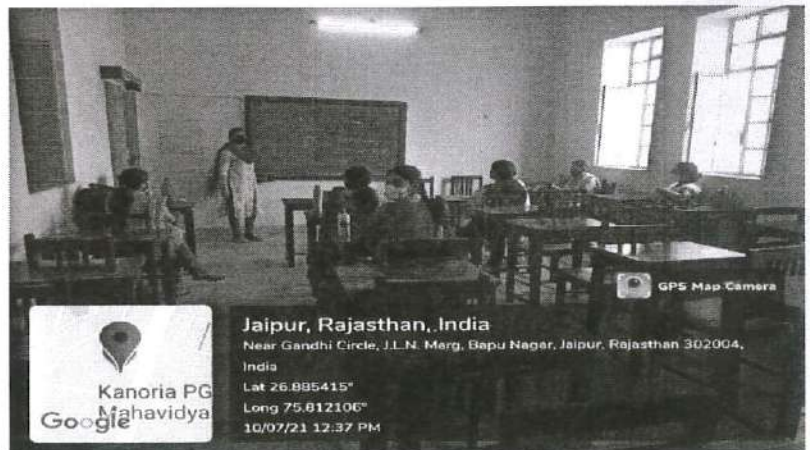 GPS Map Camera
Jaipur, Rajasthan, India
Near Gandhi Circle, J.L.N. Marg, Bapu Nagar, Jaipur, Rajasthan 302004,
India
Lat 26.885415°
Long 75.812106°
10/07/21 12:37 PM
Kanoria PG
Mahavidya
Google